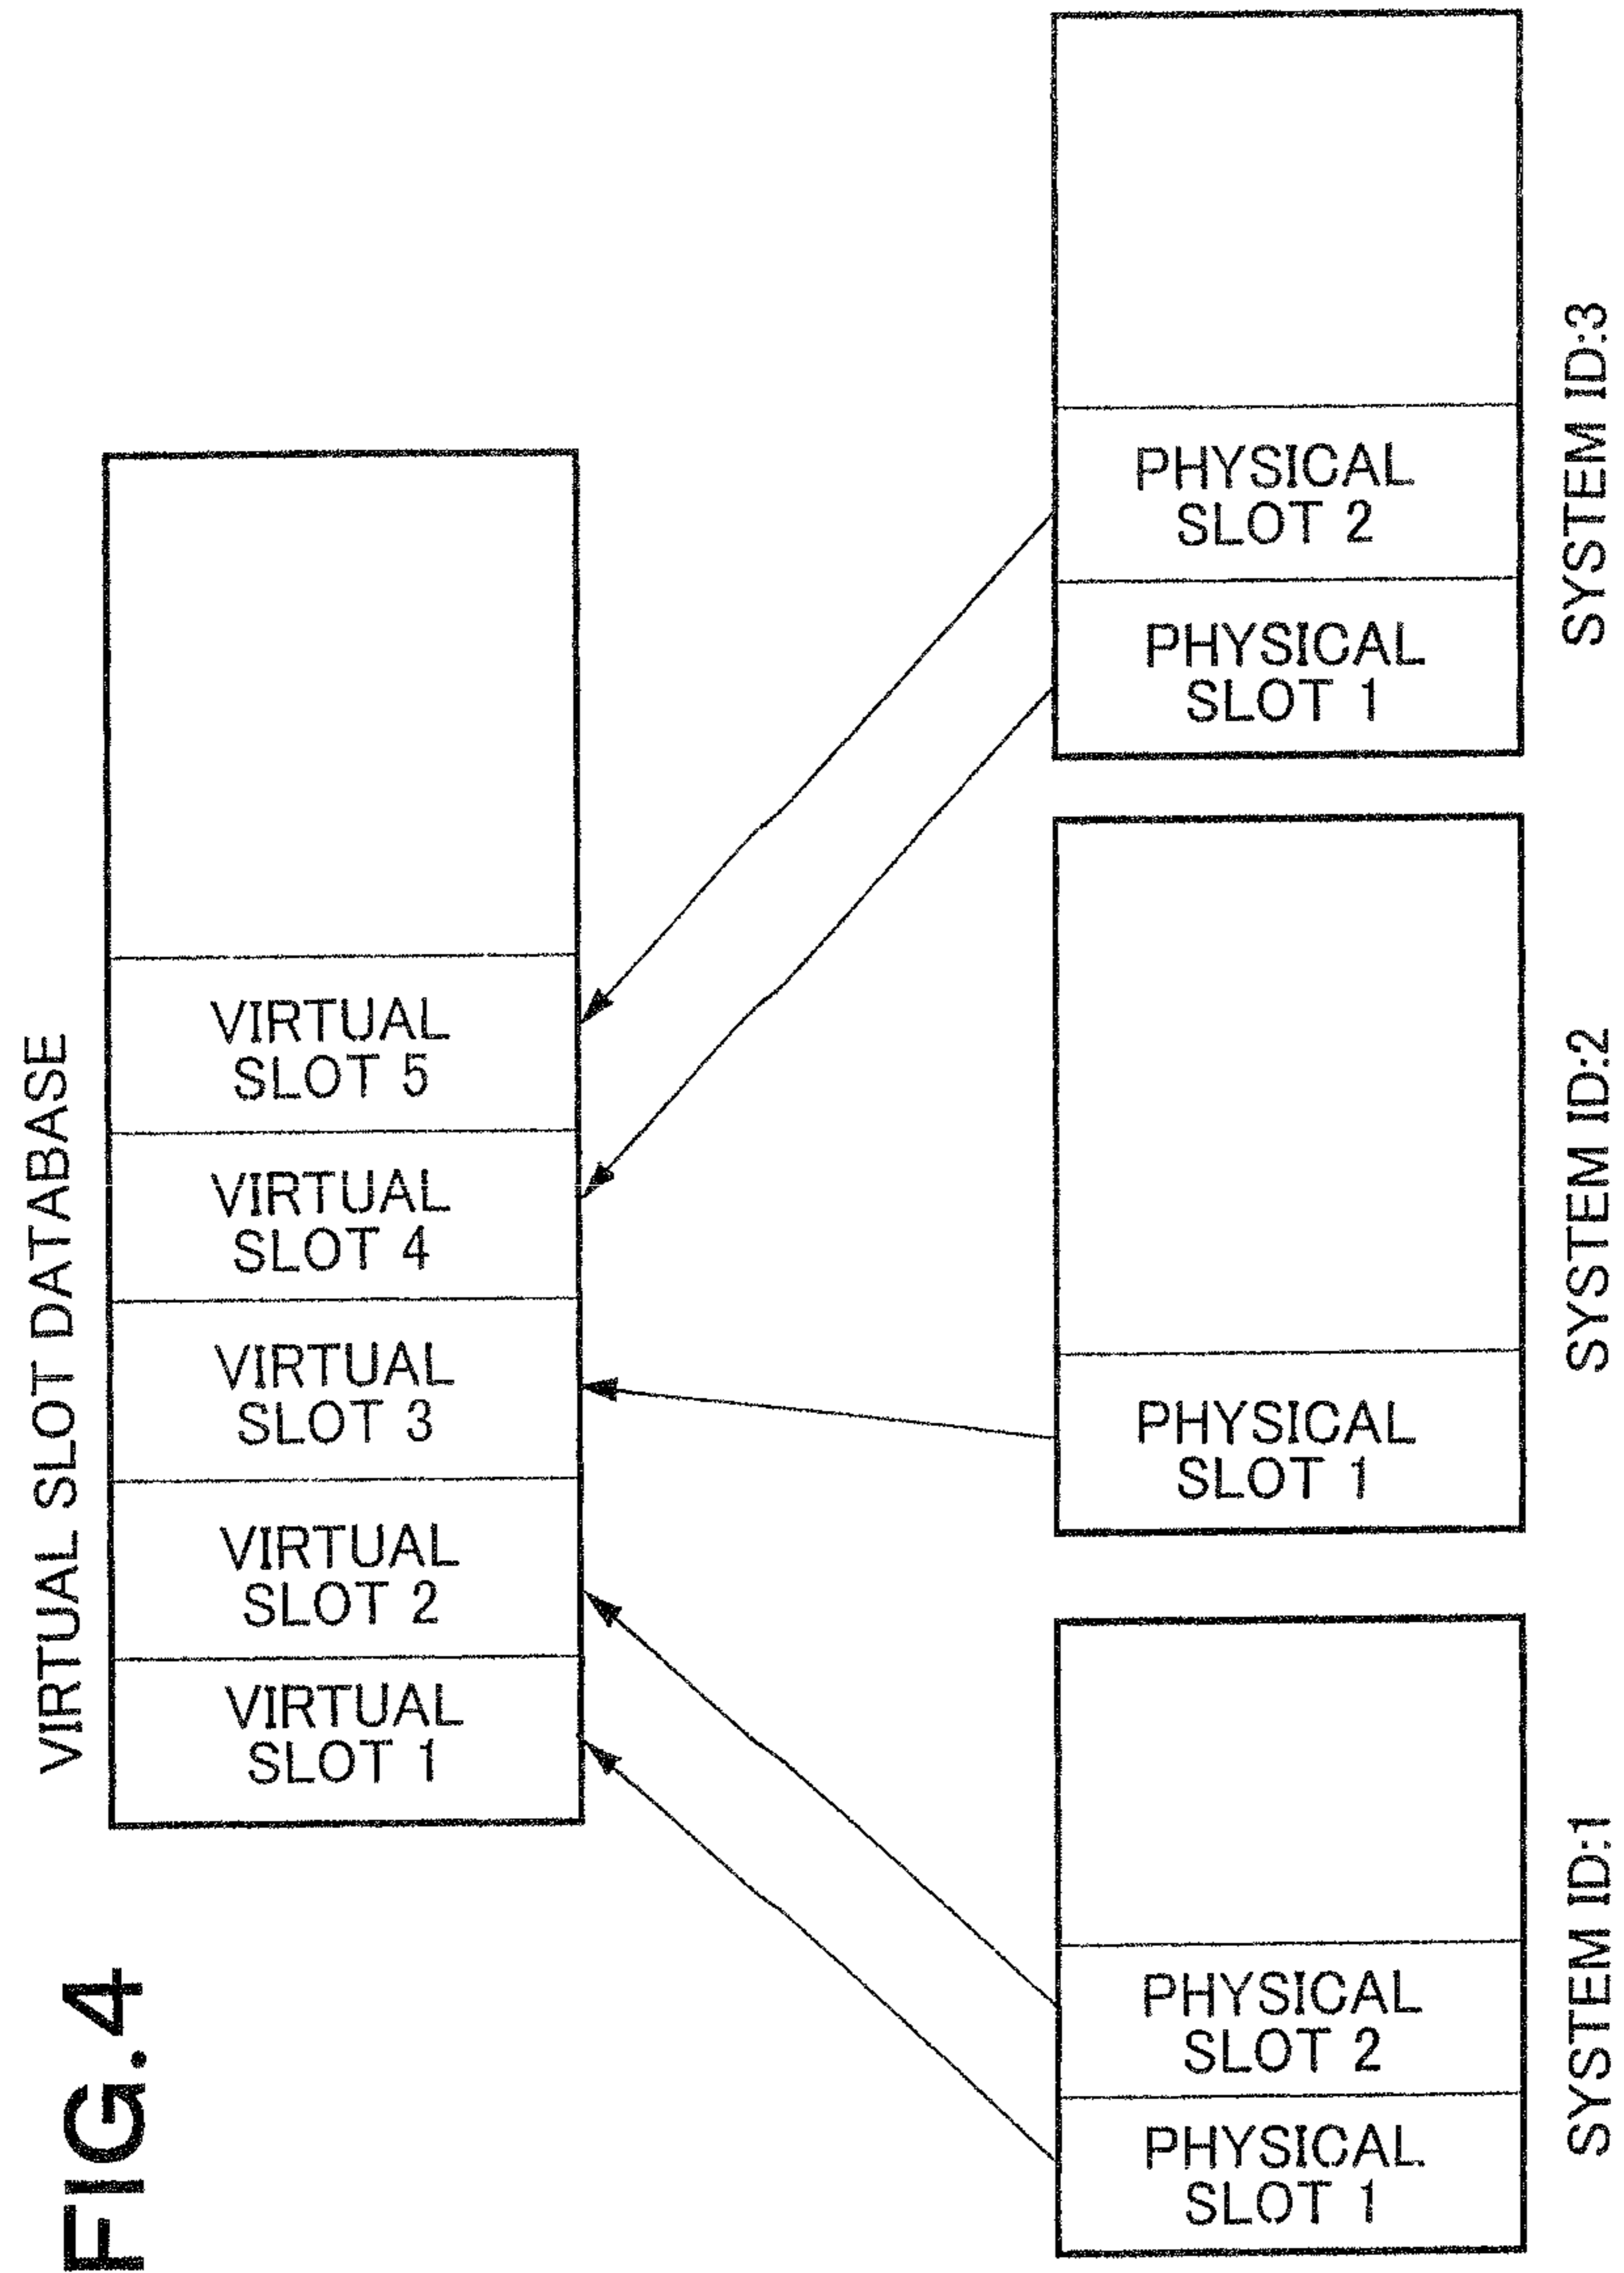 FIG.4
VIRTUAL SLOT DATABASE
VIRTUAL
SLOT 1
VIRTUAL
SLOT 2
VIRTUAL
SLOT 3
VIRTUAL
SLOT 4
VIRTUAL
SLOT 5
PHYSICAL
SLOT 1
PHYSICAL
SLOT 2
SYSTEM ID:1
PHYSICAL
SLOT 1
SYSTEM ID:2
PHYSICAL
SLOT 1
PHYSICAL
SLOT 2
SYSTEM ID:3